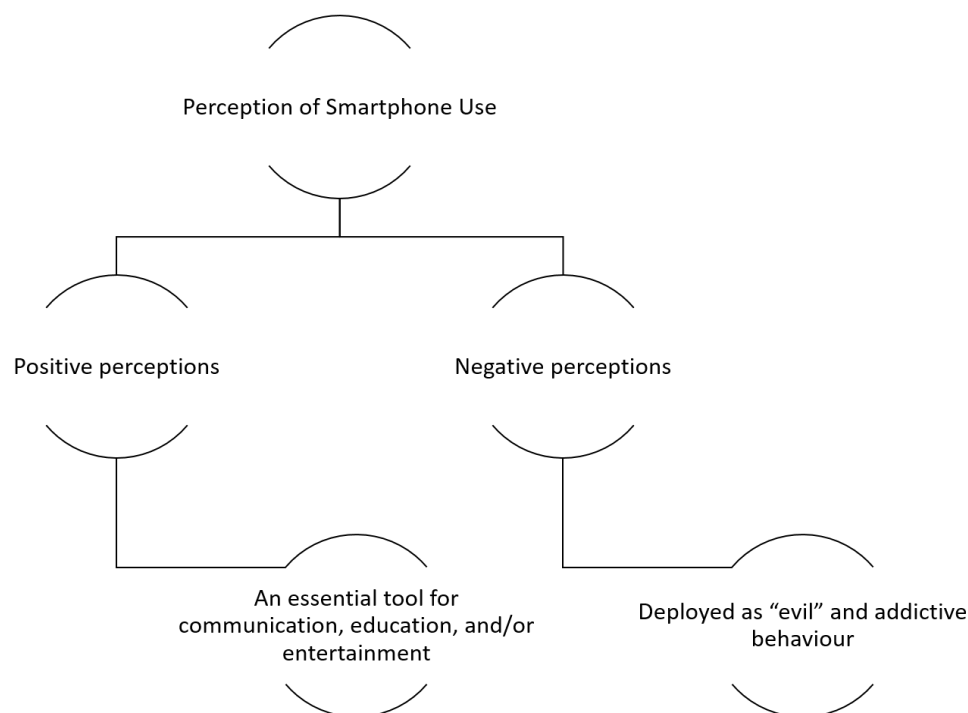 Perception of Smartphone Use
Positive perceptions
Negative perceptions
An essential tool for
communication, education, and/or
entertainment
Deployed as “evil” and addictive
behaviour